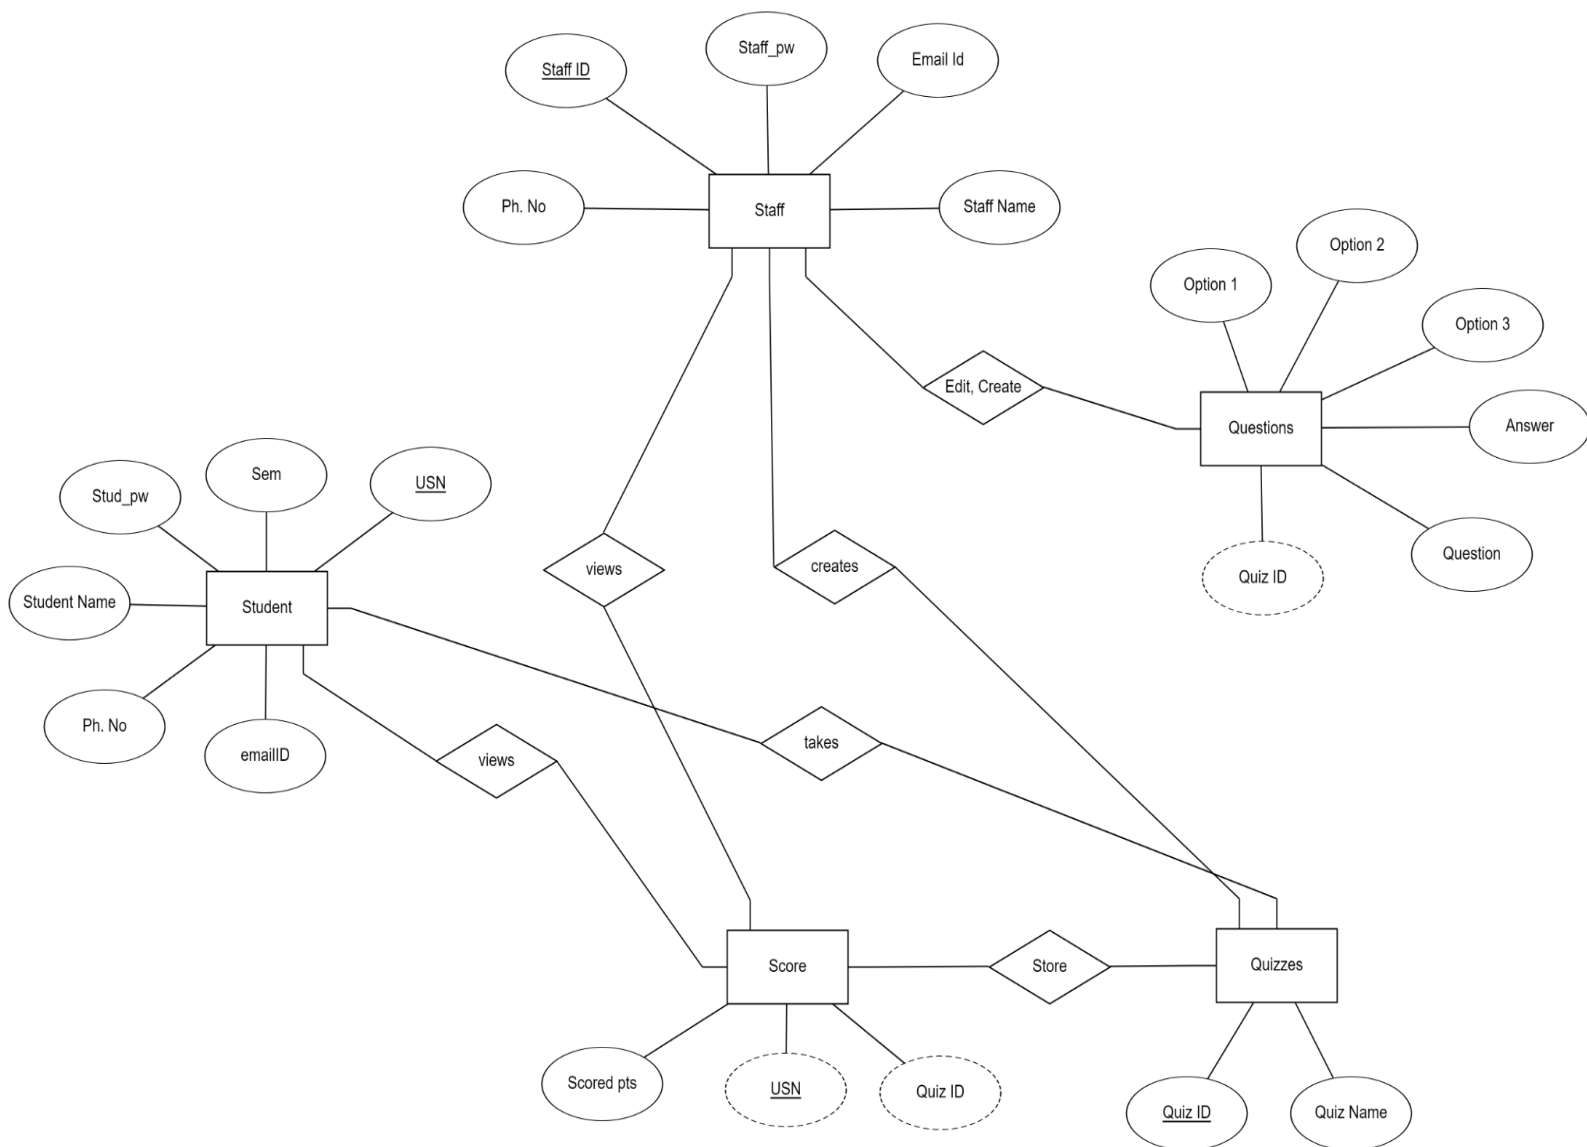 Staff_pw
Email Id
Staff ID
Ph. No
Staff
Staff Name
Option 1
Option 2
Option 3
Edit, Create
Questions
Answer
Quiz ID
Question
Stud_pw
Sem
USN
Student Name
Student
Ph. No
emailID
views
creates
views
takes
Score
Store
Quizzes
Scored pts
USN
Quiz ID
Quiz ID
Quiz Name